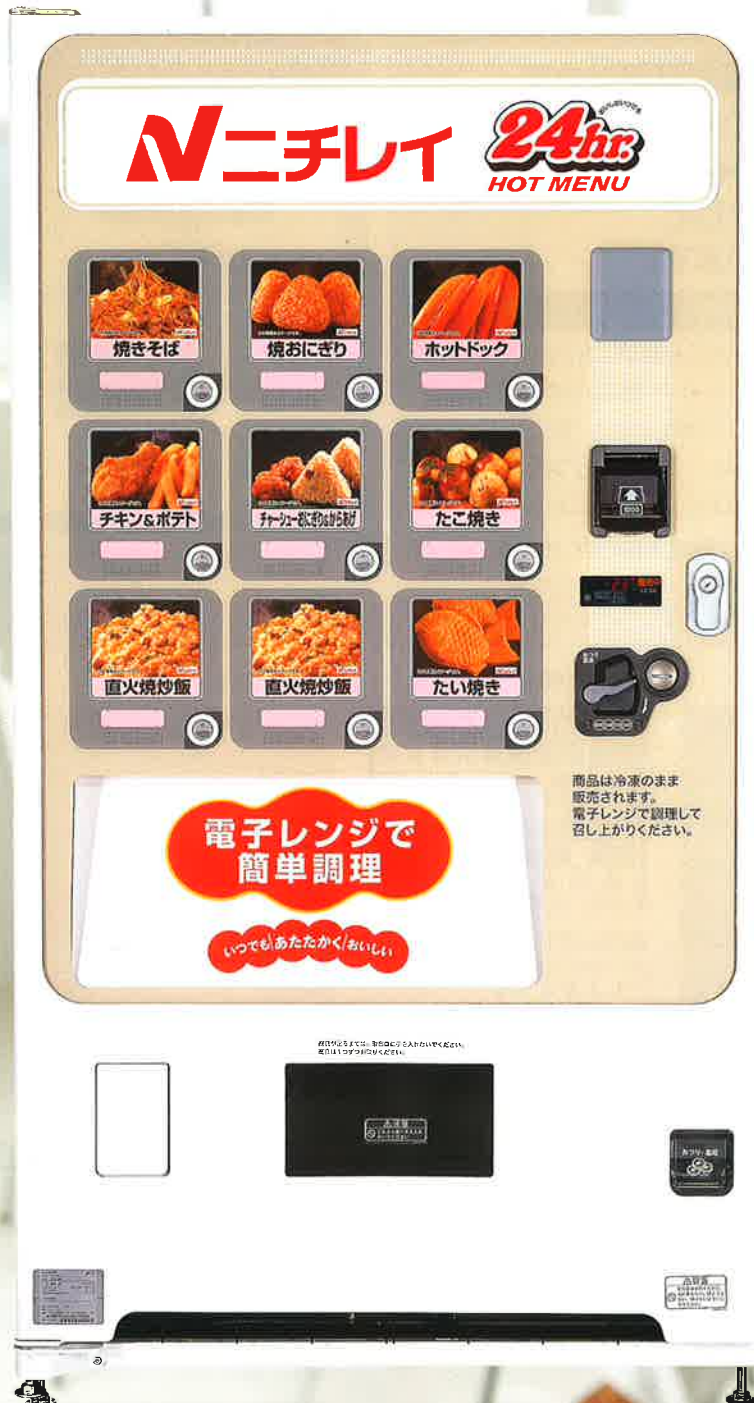 ニチレイ
24hr.
HOT MENU
焼きそば
焼おにぎり
ホットドック
チキン&ポテト
チャーシューおにぎり&からあげ
たこ焼き
直火焼炒飯
直火焼炒飯
たい焼き
商品は冷凍のまま
販売されます。
電子レンジで調理して
召し上がりください。
電子レンジで
簡単調理
いつでも/あたたかく/おいしい